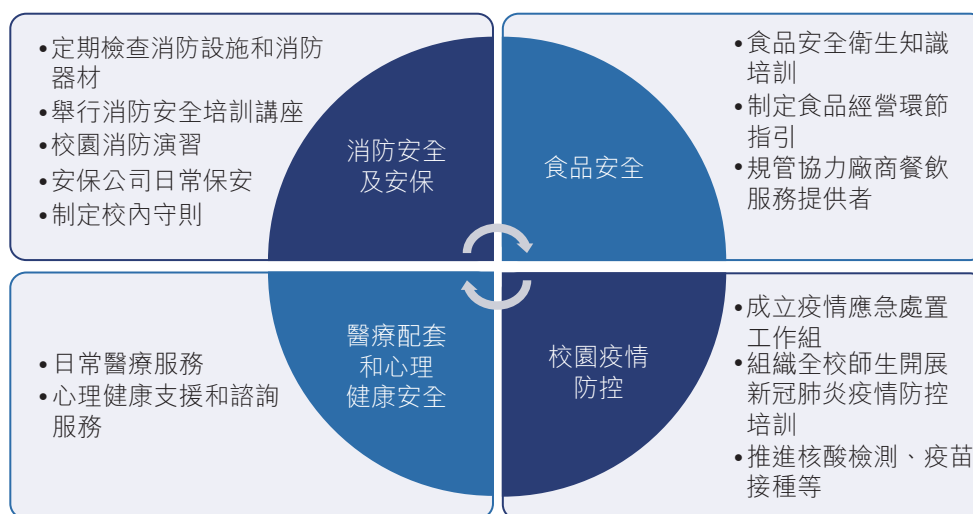 •定期檢查消防設施和消防
器材
•舉行消防安全培訓講座
•校園消防演習
•安保公司日常保安
•制定校內守則
消防安全
及安保
食品安全
•食品安全衛生知識
培訓
•制定食品經營環節
指引
•規管協力廠商餐飲
服務提供者
•日常醫療服務
•心理健康支援和諮詢
服務
醫療配套
和心理
健康安全
校園疫情
防控
•成立疫情應急處置
工作組
•組織全校師生開展
新冠肺炎疫情防控
培訓
•推進核酸檢測、疫苗
接種等